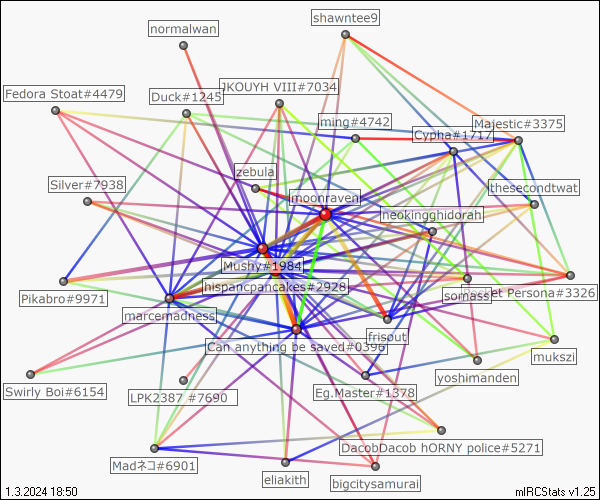 shawntee9
normalwan
JKOUYH VIII#7034
Fedora Stoat#4479
Duck#1245
ming#4742
Majestic#3375
Cypha#1717
zebula
Silver#7938
thesecondtwat
moonraven
neokingghidorah
Mushy#1984
hispancpancakes#2928
Pikabro#9971
somass
Persona#3326
marcemadness
frisout
Can anything be saved#0396
mukszi
yoshimanden
Swirly Boi#6154
LPK2387 #7690
Eg.Master#1378
DacobDacob hORNY police#5271
Madネコ#6901
eliakith
bigcitysamurai
1.3.2024 18:50
mIRCStats v1.25